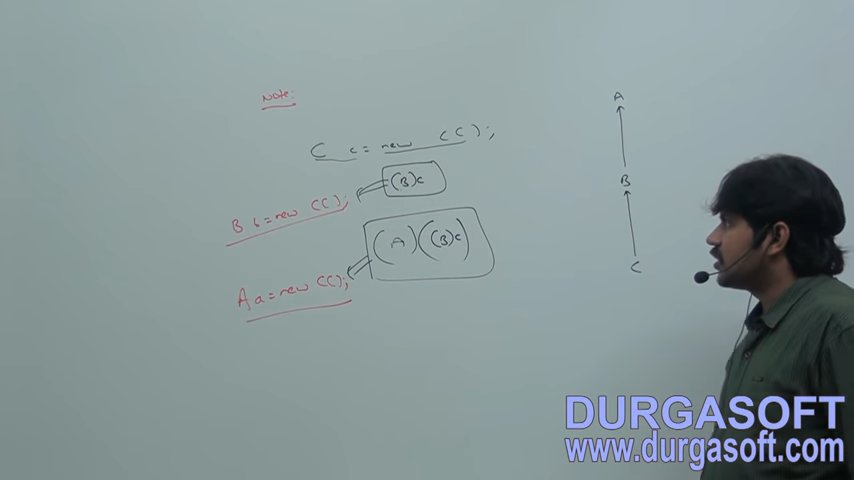 Note:
C c = new C();
(B)c
B b = new C();
(A)((B)c)
A a = new C();
A
B
C
DURGASOFT
www.durgasoft.com